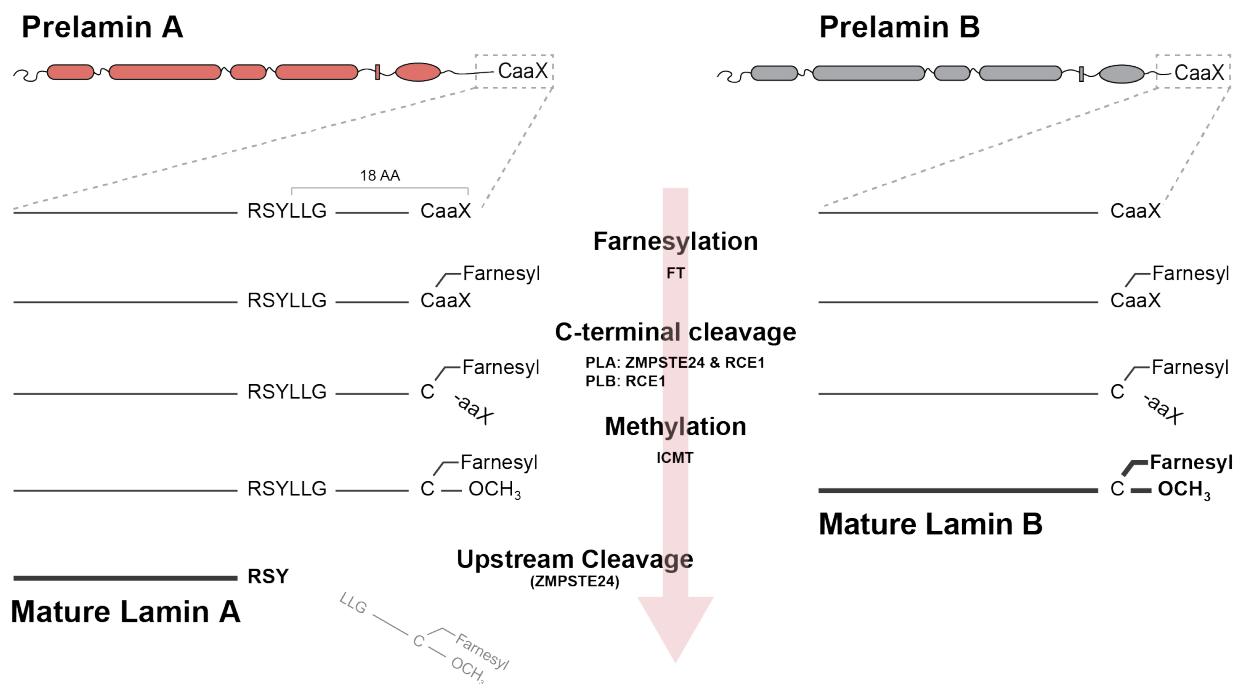 Prelamin A
Prelamin B
CaaX
CaaX
18 AA
RSYLLG
CaaX
CaaX
Farnesylation
FT
Farnesyl
RSYLLG
CaaX
Farnesyl
CaaX
C-terminal cleavage
PLA: ZMPSTE24 & RCE1
PLB: RCE1
Farnesyl
RSYLLG
C
-aaX
Farnesyl
C
-aaX
Methylation
ICMT
Farnesyl
RSYLLG
C
OCH₃
Farnesyl
C
OCH₃
Mature Lamin B
Upstream Cleavage
(ZMPSTE24)
RSY
Mature Lamin A
LLG
C
Farnesyl
OCH₃